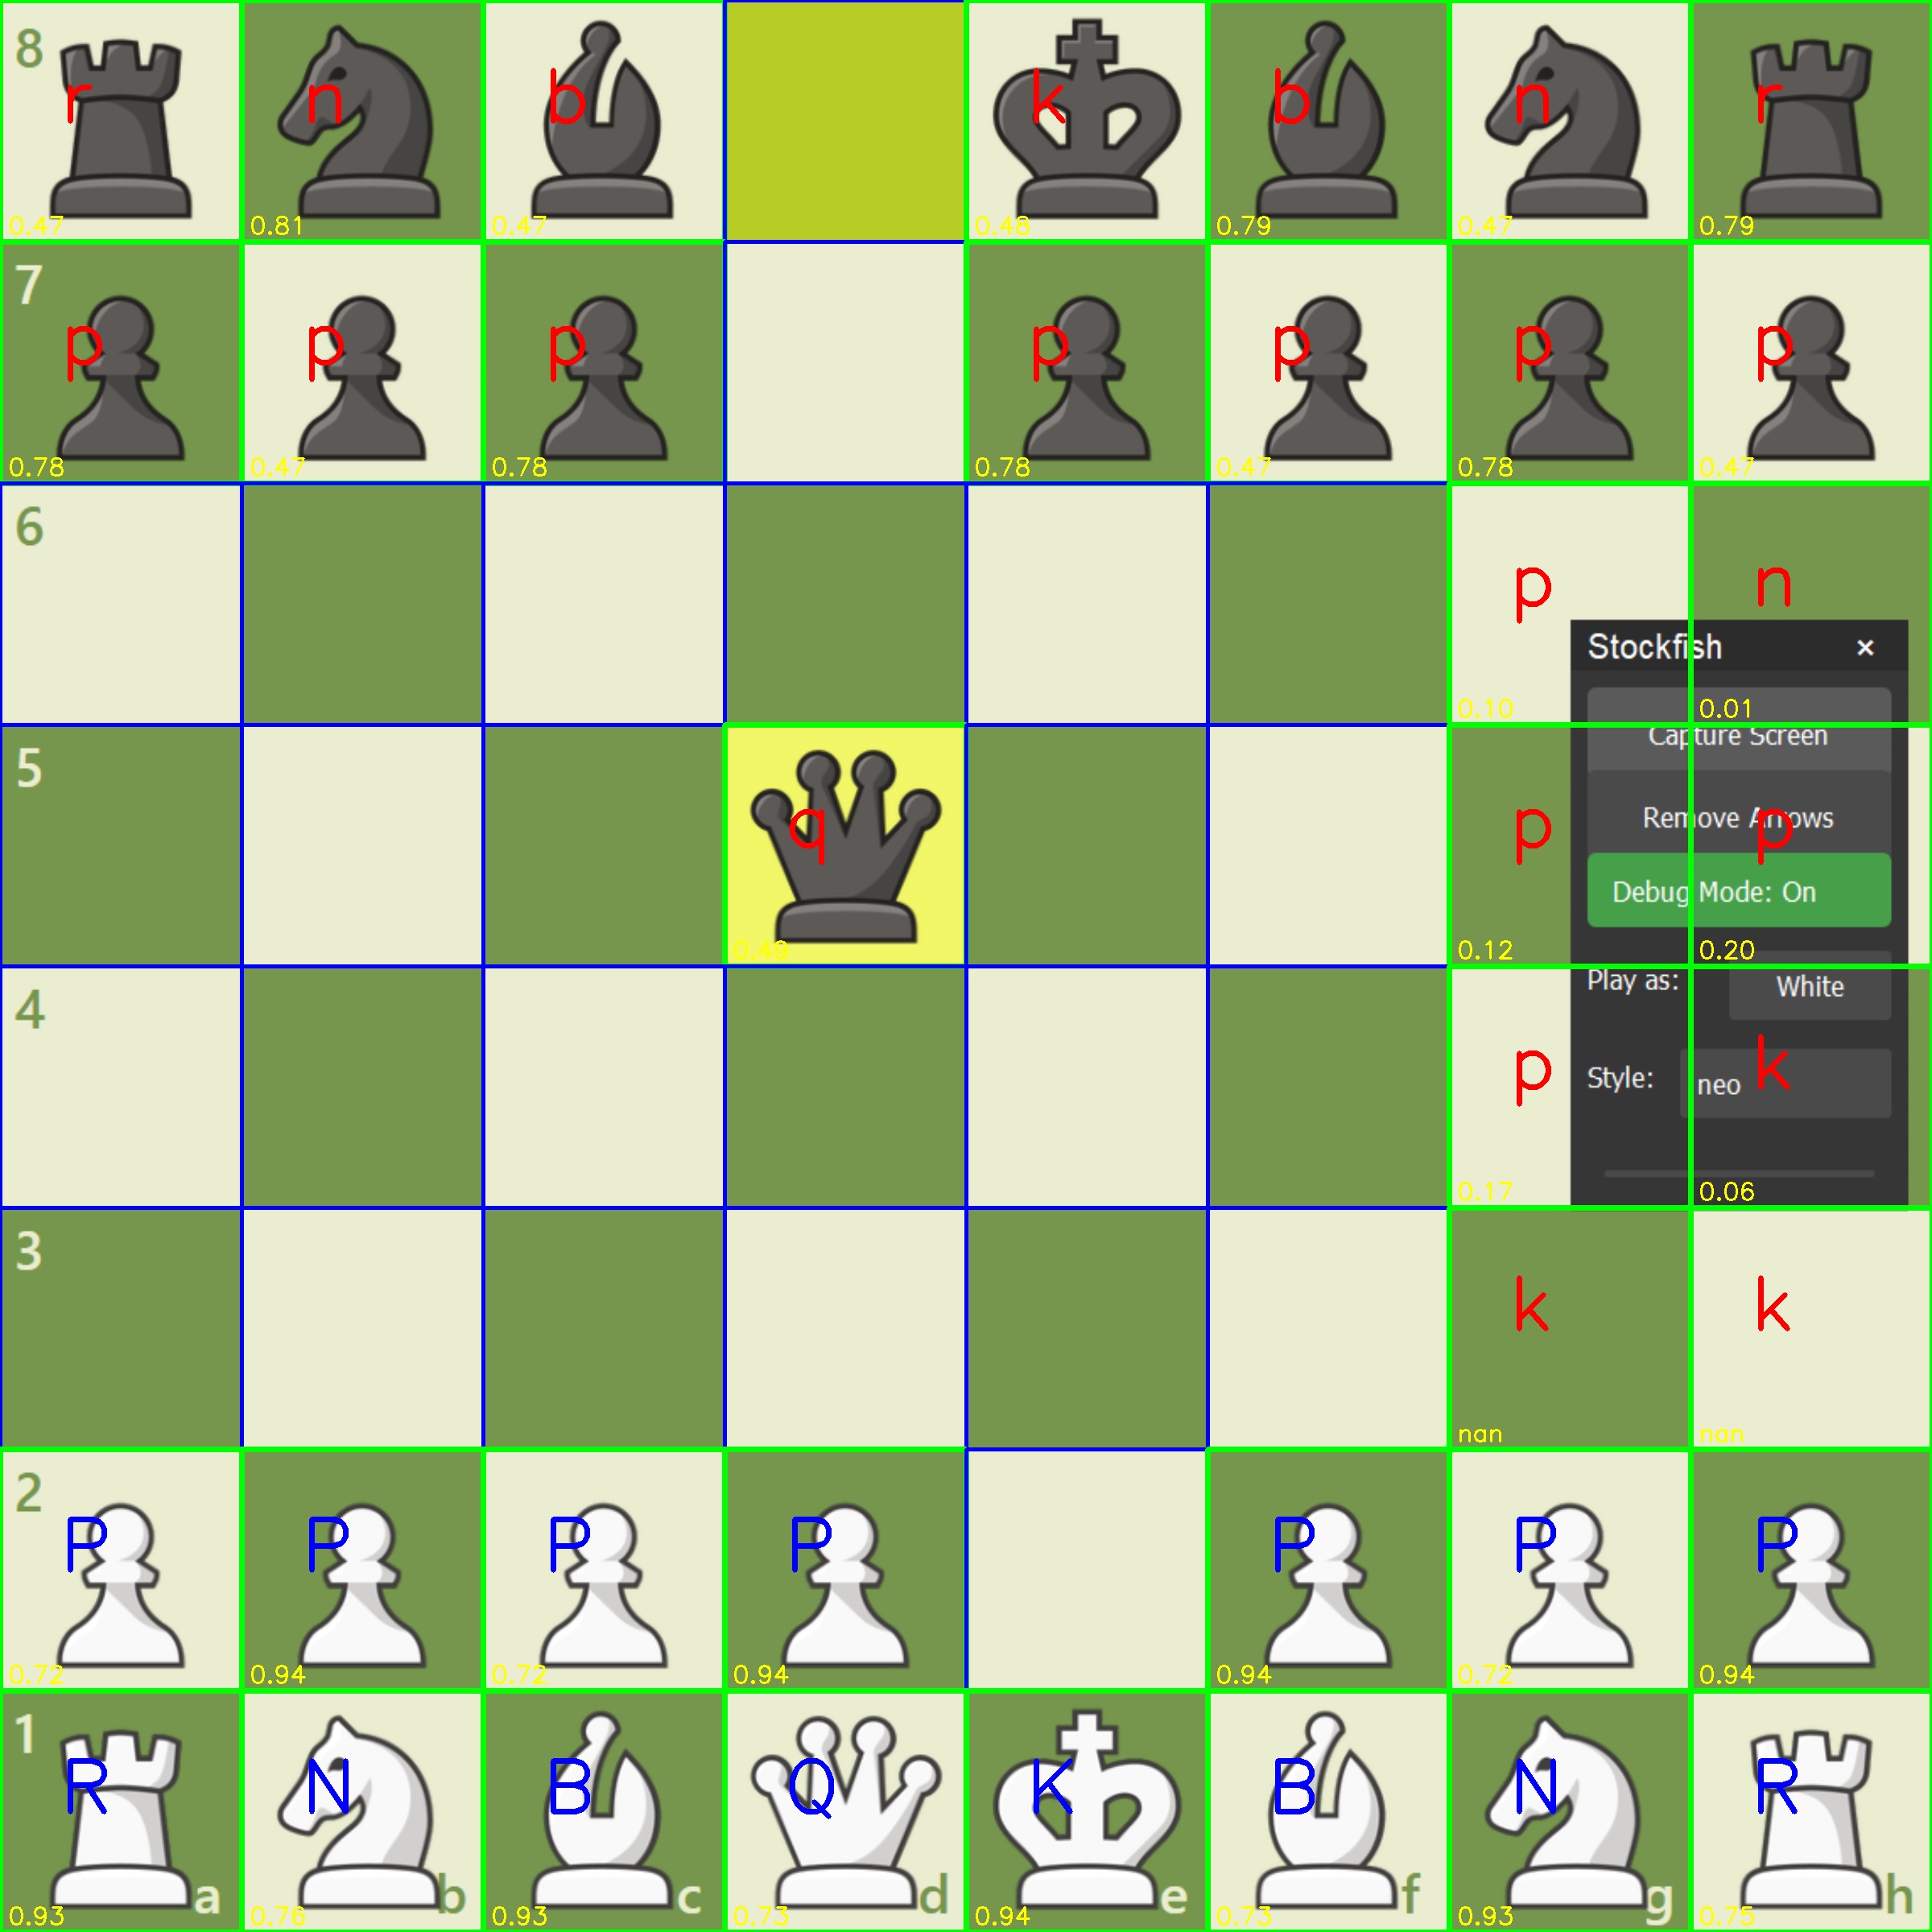 8 r n b k b n r
0.47 0.81 0.47 0.48 0.79 0.47 0.79
7 p p p p p p p
0.78 0.47 0.78 0.78 0.47 0.78 0.47
6 p n
Stockfish ×
0.10 0.01
5 Capture Screen
q p p Remove Arrows
Debug Mode: On
0.49 0.12 0.20
4 Play as: White
p k
Style: neo
0.17 0.06
3 k k
nan nan
2 P P P P P P P
0.72 0.94 0.72 0.94 0.94 0.72 0.94
1 R N B Q K B N R
a b c d e f g h
0.93 0.76 0.93 0.73 0.94 0.73 0.93 0.75